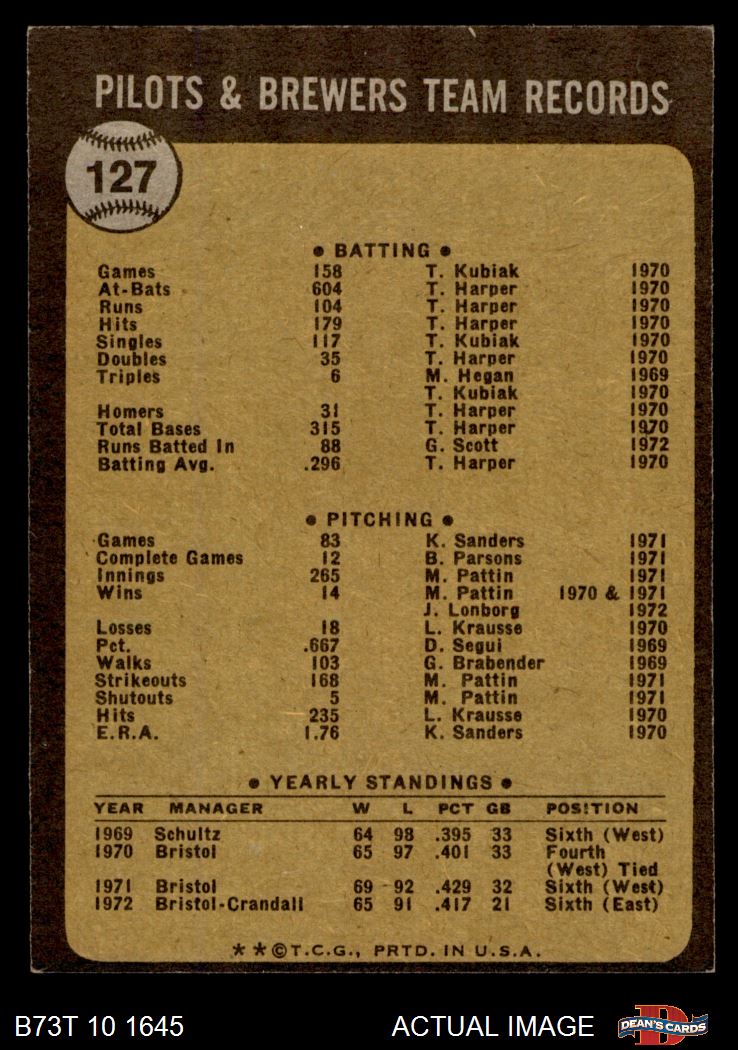 PILOTS & BREWERS TEAM RECORDS
127
• BATTING •
Games 158 T. Kubiak 1970
At-Bats 604 T. Harper 1970
Runs 104 T. Harper 1970
Hits 179 T. Harper 1970
Singles 117 T. Kubiak 1970
Doubles 35 T. Harper 1970
Triples 6 M. Hegan 1969
T. Kubiak 1970
Homers 31 T. Harper 1970
Total Bases 315 T. Harper 1970
Runs Batted In 88 G. Scott 1972
Batting Avg. .296 T. Harper 1970
• PITCHING •
Games 83 K. Sanders 1971
Complete Games 12 B. Parsons 1971
Innings 265 M. Pattin 1971
Wins 14 M. Pattin 1970 & 1971
J. Lonborg 1972
Losses 18 L. Krausse 1970
Pct. .667 D. Segui 1969
Walks 103 G. Brabender 1969
Strikeouts 168 M. Pattin 1971
Shutouts 5 M. Pattin 1971
Hits 235 L. Krausse 1970
E.R.A. 1.76 K. Sanders 1970
• YEARLY STANDINGS •
YEAR MANAGER W L PCT GB POSITION
1969 Schultz 64 98 .395 33 Sixth (West)
1970 Bristol 65 97 .401 33 Fourth
(West) Tied
1971 Bristol 69 92 .429 32 Sixth (West)
1972 Bristol-Crandall 65 91 .417 21 Sixth (East)
**©T.C.G., PRTD. IN U.S.A.
B73T 10 1645 ACTUAL IMAGE D DEAN'S CARDS